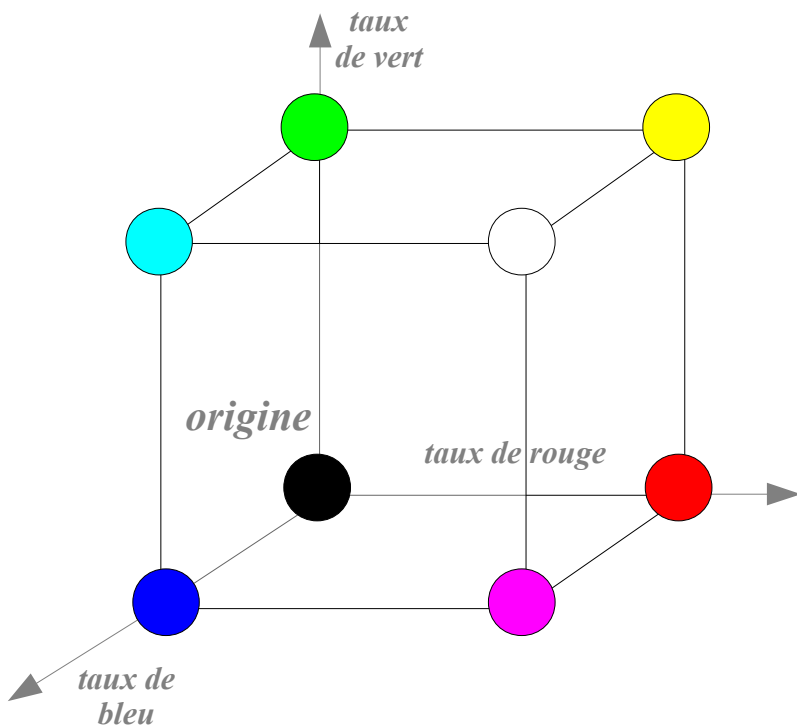 taux
de vert
origine
taux de rouge
taux de
bleu